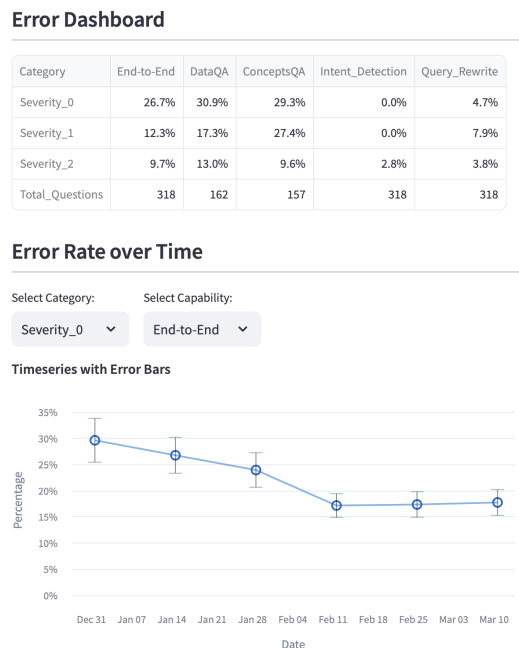 Error Dashboard
Category End-to-End DataQA ConceptsQA Intent_Detection Query_Rewrite
Severity_0 26.7% 30.9% 29.3% 0.0% 4.7%
Severity_1 12.3% 17.3% 27.4% 0.0% 7.9%
Severity_2 9.7% 13.0% 9.6% 2.8% 3.8%
Total_Questions 318 162 157 318 318
Error Rate over Time
Select Category: Select Capability:
Severity_0 End-to-End
Timeseries with Error Bars
35%
30%
25%
20%
15%
10%
5%
0%
Percentage
Dec 31 Jan 07 Jan 14 Jan 21 Jan 28 Feb 04 Feb 11 Feb 18 Feb 25 Mar 03 Mar 10
Date